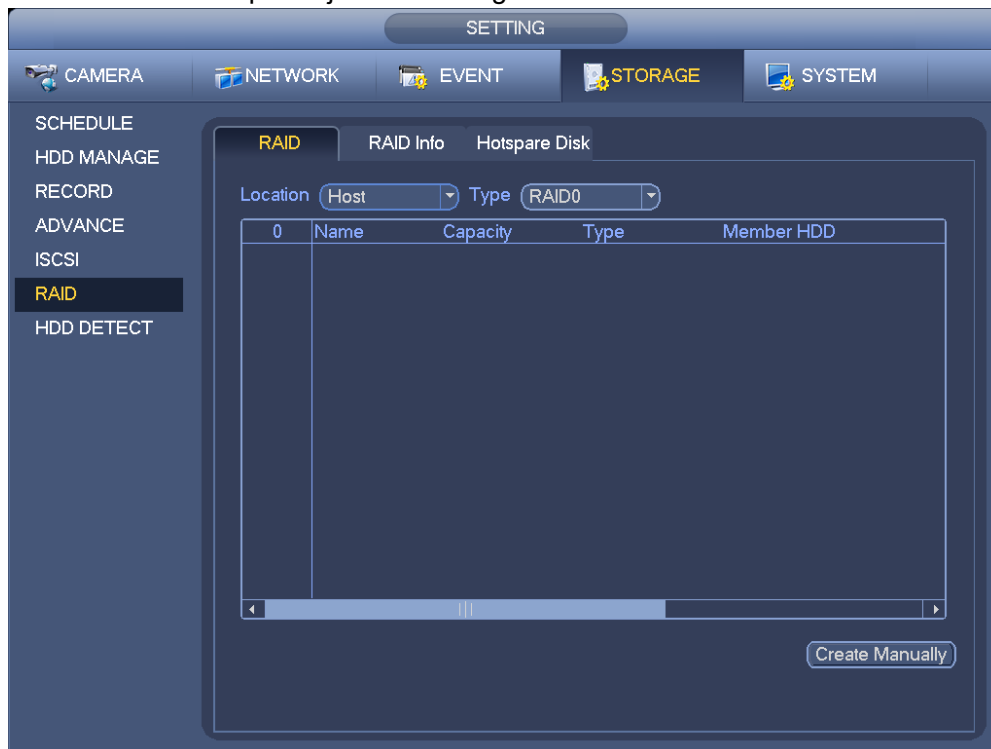 SETTING
CAMERA NETWORK EVENT STORAGE SYSTEM
SCHEDULE
HDD MANAGE
RECORD
ADVANCE
ISCSI
RAID
HDD DETECT
RAID RAID Info Hotspare Disk
Location Host Type RAID0
0 Name Capacity Type Member HDD
Create Manually